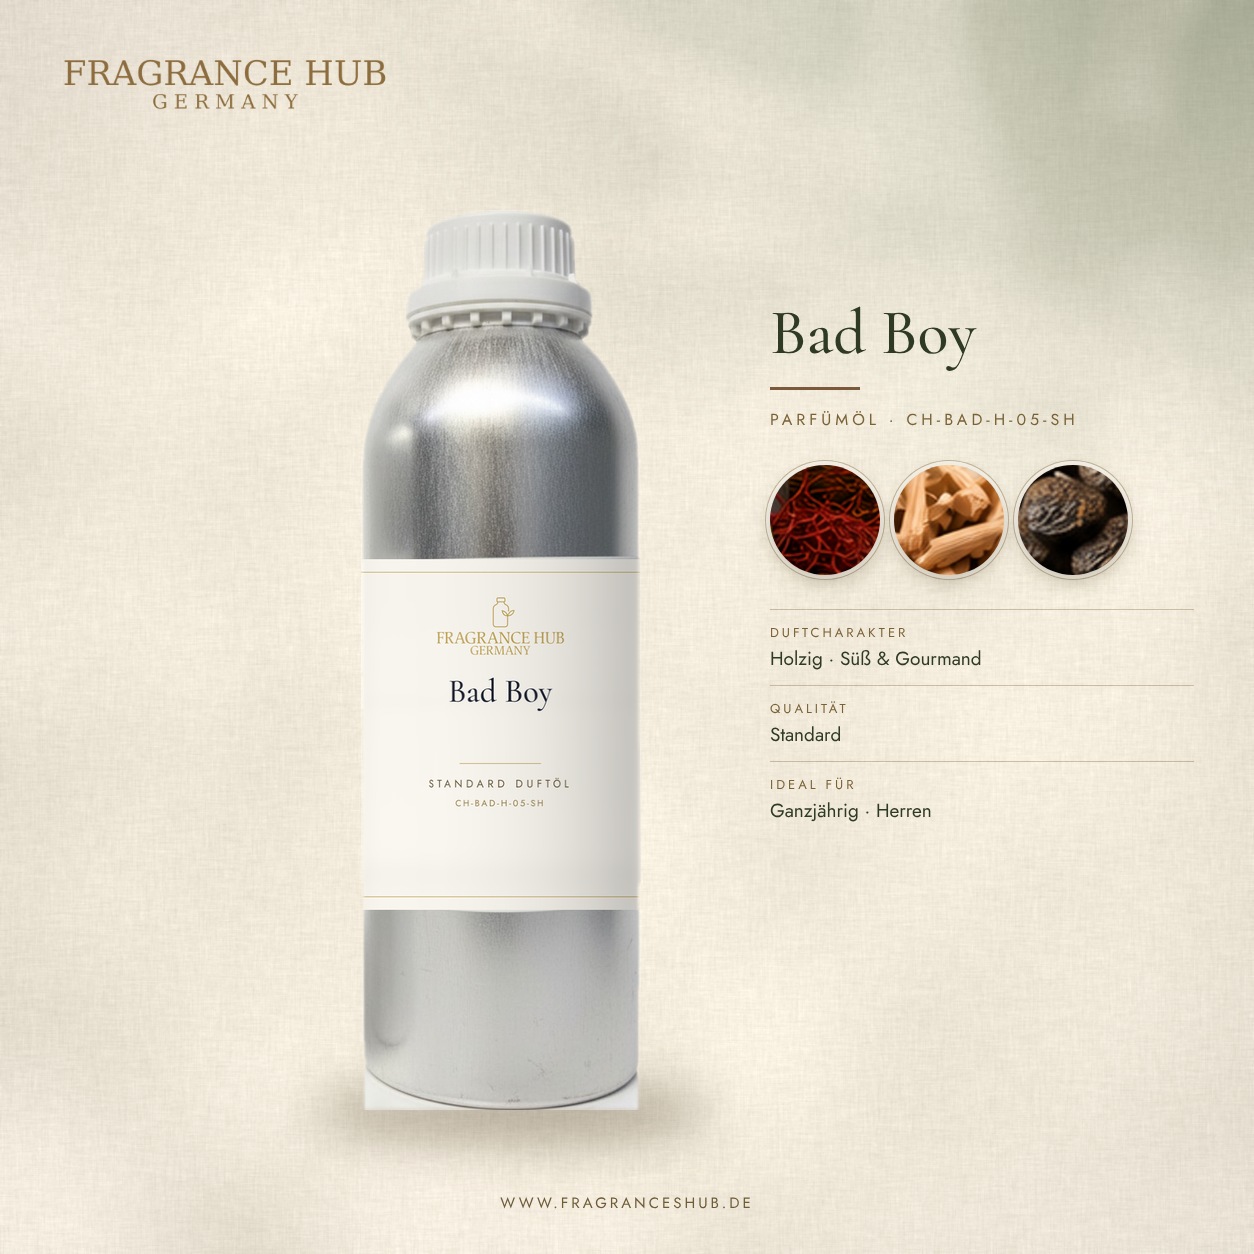 FRAGRANCE HUB
GERMANY
Bad Boy
PARFÜMÖL · CH-BAD-H-05-SH
DUFTCHARAKTER
Holzig · Süß & Gourmand
QUALITÄT
Standard
IDEAL FÜR
Ganzjährig · Herren
FRAGRANCE HUB
GERMANY
Bad Boy
STANDARD DUFTÖL
CH-BAD-H-05-SH
WWW.FRAGRANCESHUB.DE